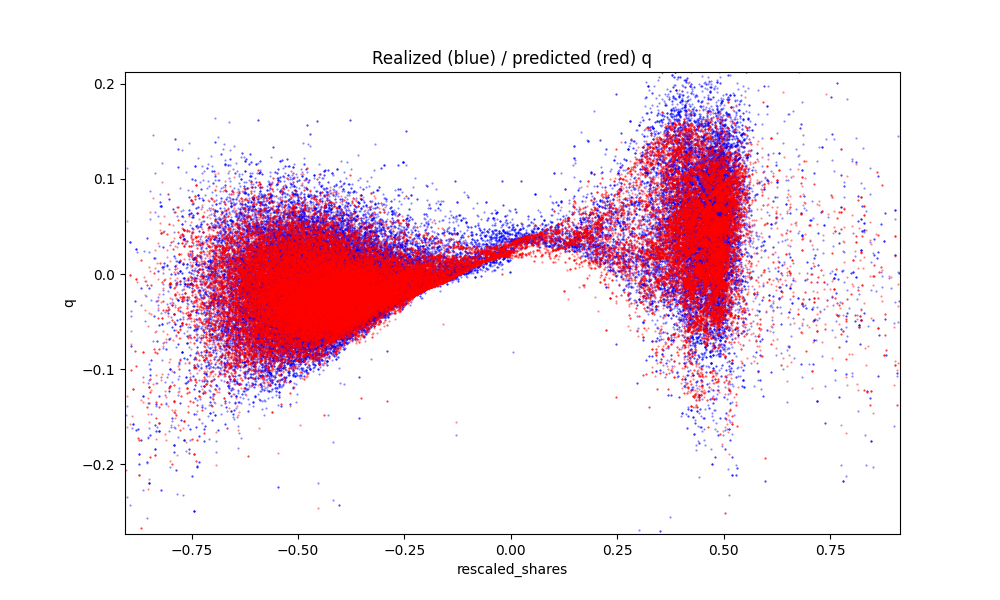 Realized (blue) / predicted (red) q
0.2
0.1
0.0
−0.1
−0.2
q
−0.75 −0.50 −0.25 0.00 0.25 0.50 0.75
rescaled_shares